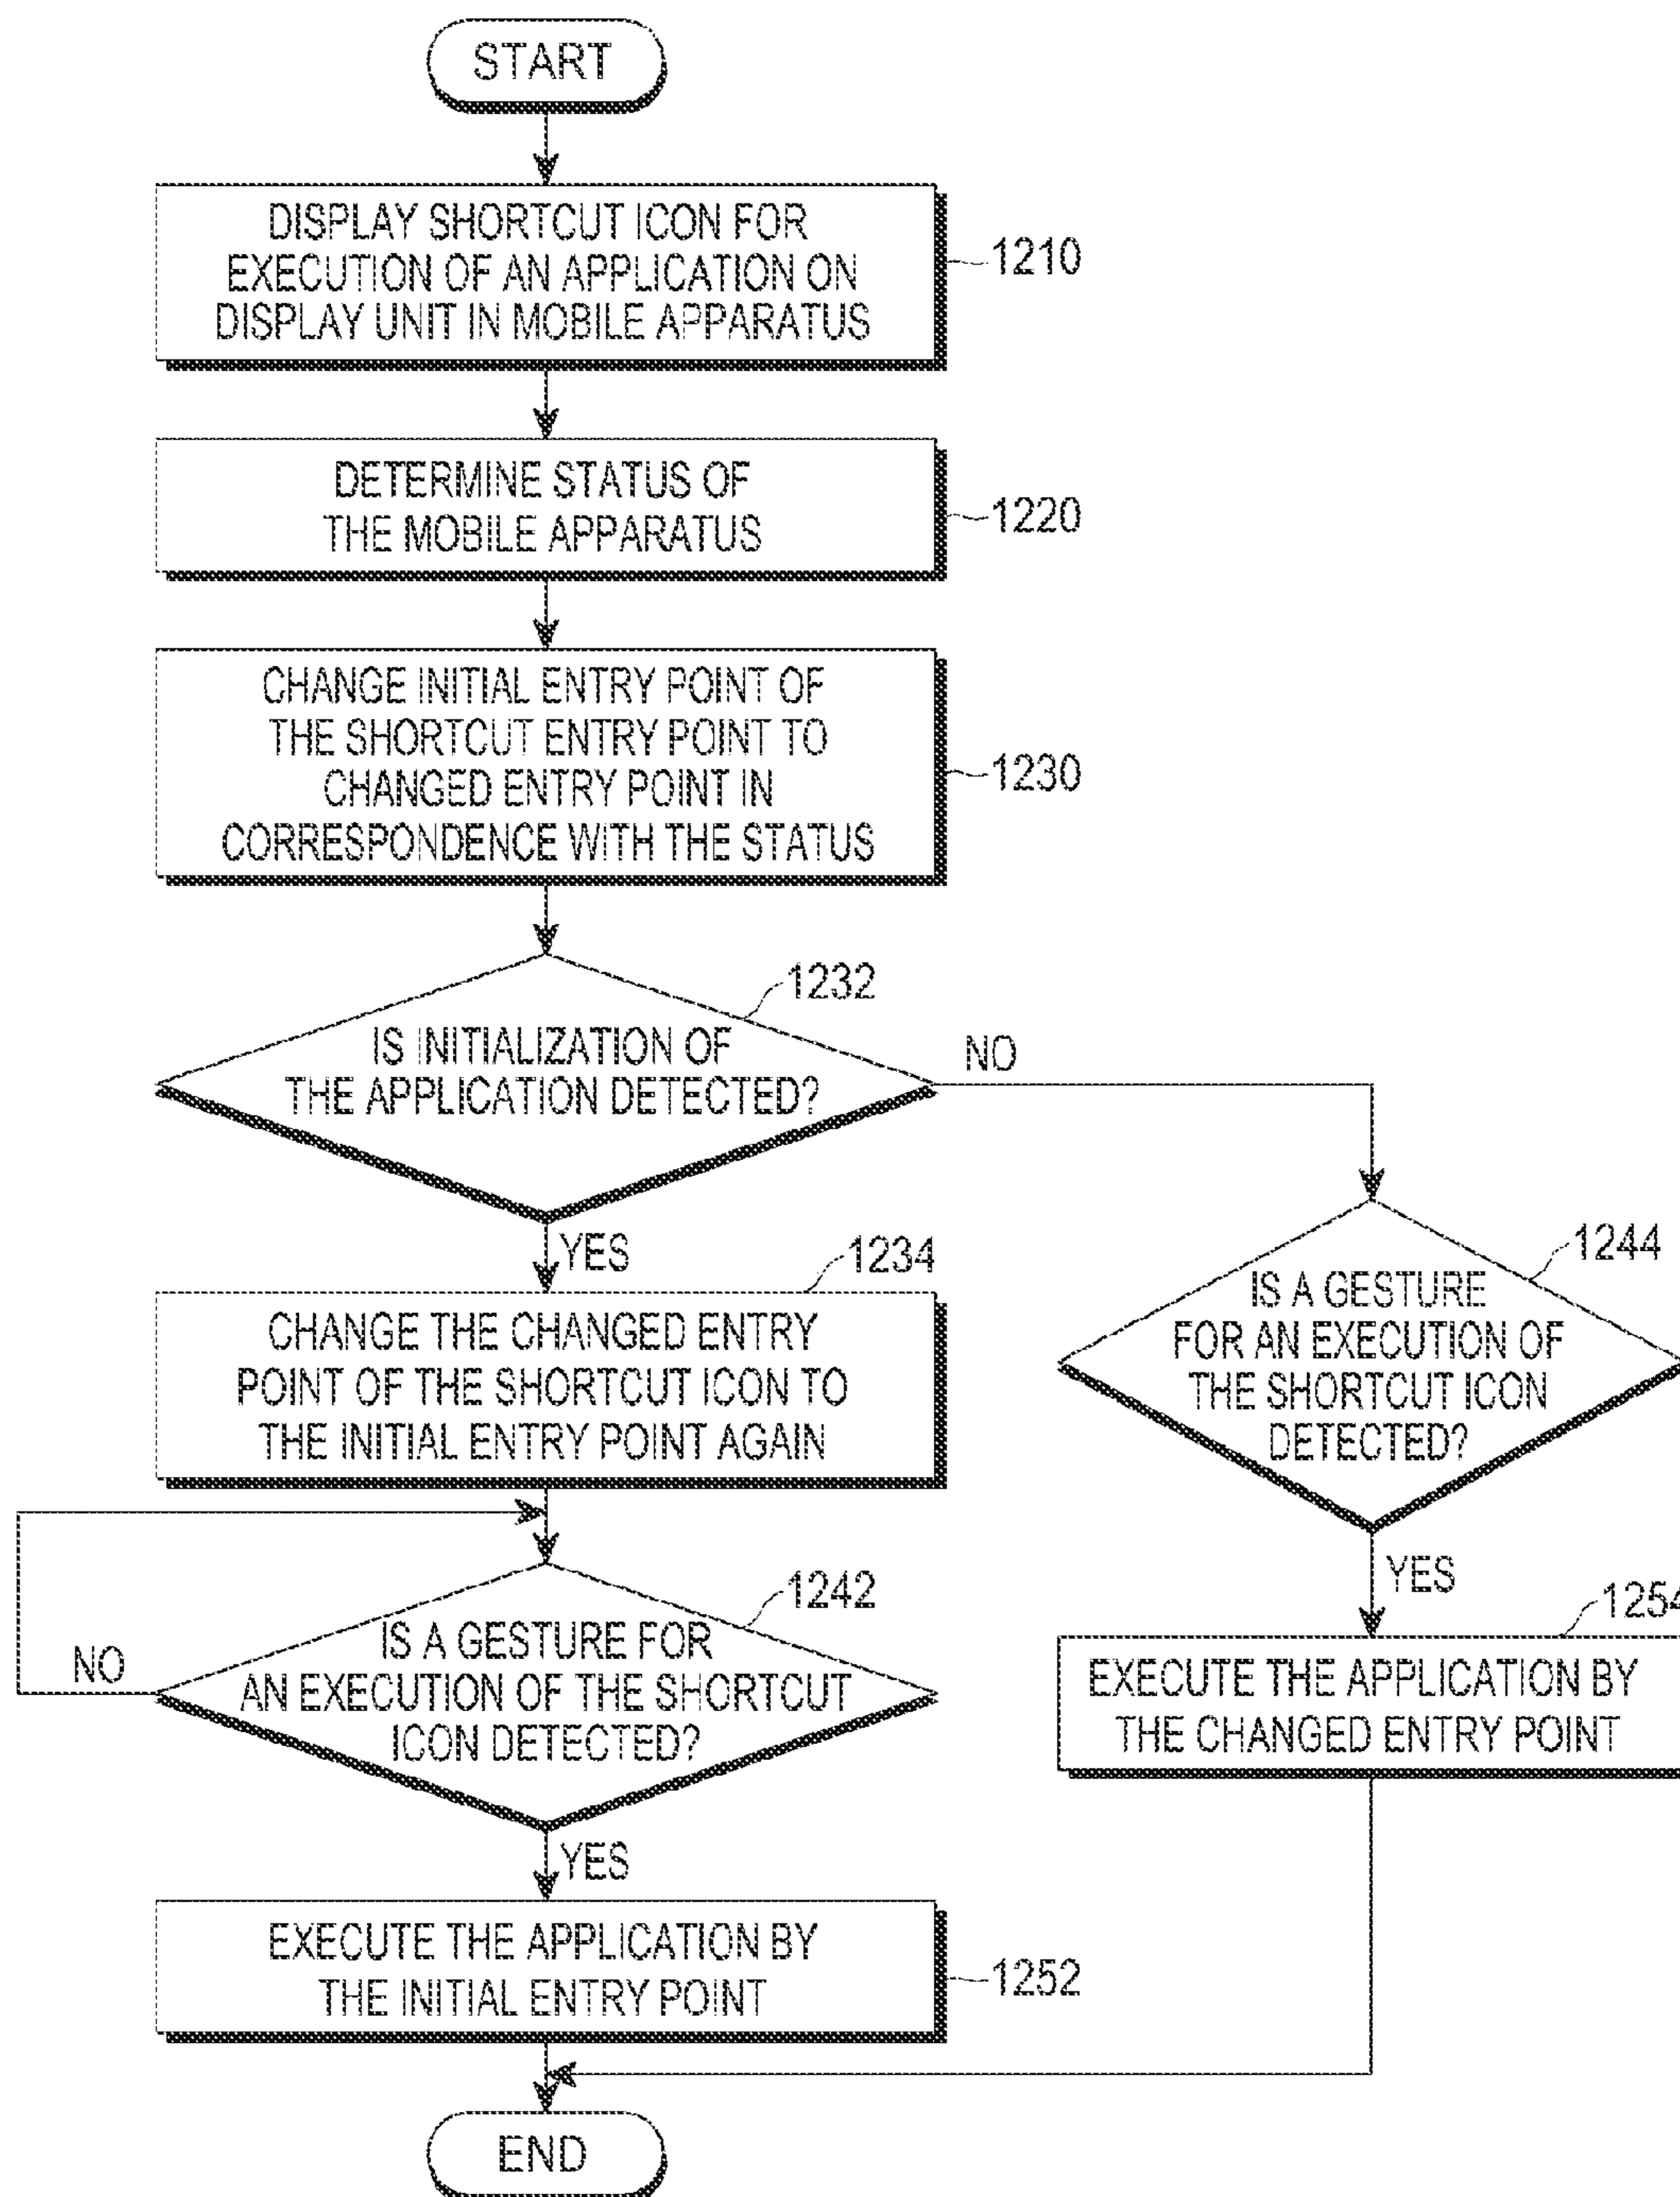 START
DISPLAY SHORTCUT ICON FOR
EXECUTION OF AN APPLICATION ON
DISPLAY UNIT IN MOBILE APPARATUS
1210
DETERMINE STATUS OF
THE MOBILE APPARATUS
1220
CHANGE INITIAL ENTRY POINT OF
THE SHORTCUT ENTRY POINT TO
CHANGED ENTRY POINT IN
CORRESPONDENCE WITH THE STATUS
1230
1232
IS INITIALIZATION OF
THE APPLICATION DETECTED?
NO
YES
1234
CHANGE THE CHANGED ENTRY
POINT OF THE SHORTCUT ICON TO
THE INITIAL ENTRY POINT AGAIN
1244
IS A GESTURE
FOR AN EXECUTION OF
THE SHORTCUT ICON
DETECTED?
YES
1242
IS A GESTURE FOR
AN EXECUTION OF THE SHORTCUT
ICON DETECTED?
NO
YES
1254
EXECUTE THE APPLICATION BY
THE CHANGED ENTRY POINT
EXECUTE THE APPLICATION BY
THE INITIAL ENTRY POINT
1252
END